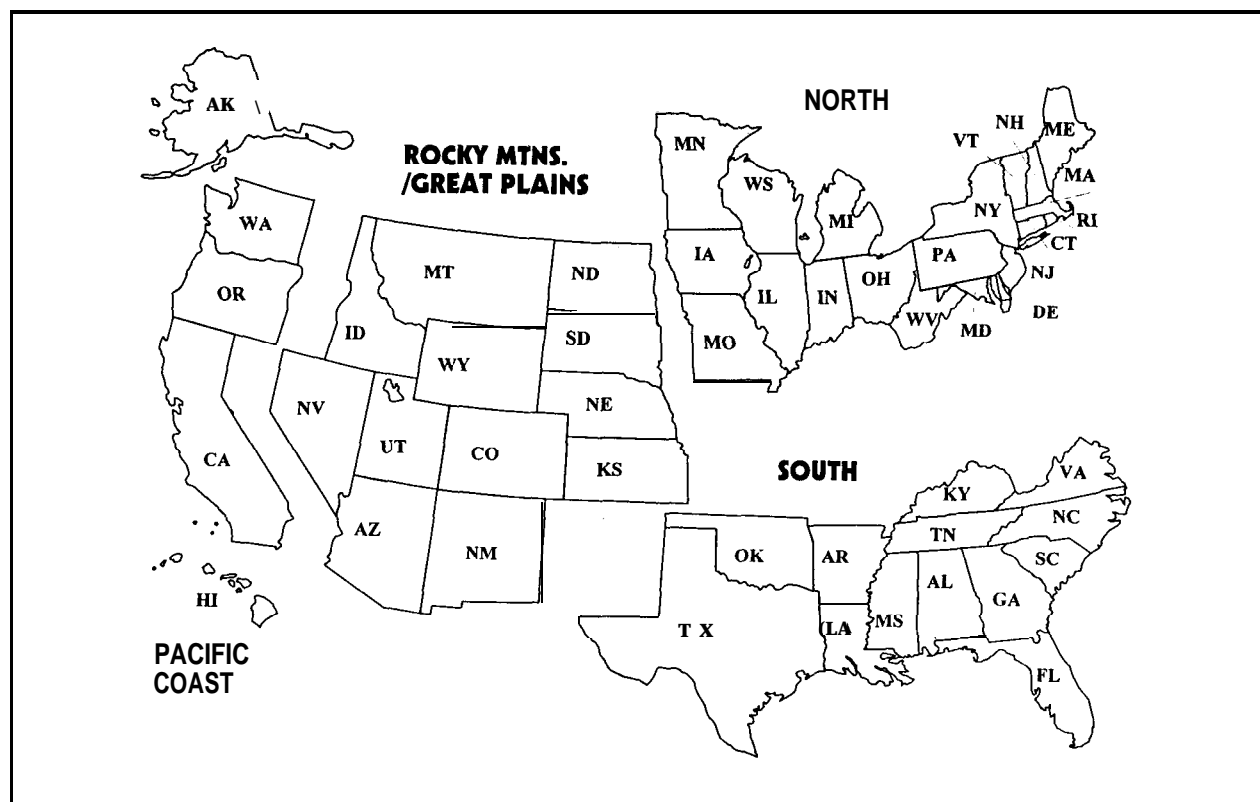 AK
NORTH
NH
ME
VT
MN
ROCKY MTNS.
/GREAT PLAINS
WS
MA
MI
NY
WA
RI
CT
IA
PA
MT
ND
NJ
OR
IL
IN
OH
DE
WV
MD
ID
SD
MO
WY
NV
NE
UT
CO
CA
KS
SOUTH
VA
KY
NC
AZ
TN
NM
OK
AR
SC
AL
HI
GA
T X
LA
MS
PACIFIC
COAST
FL